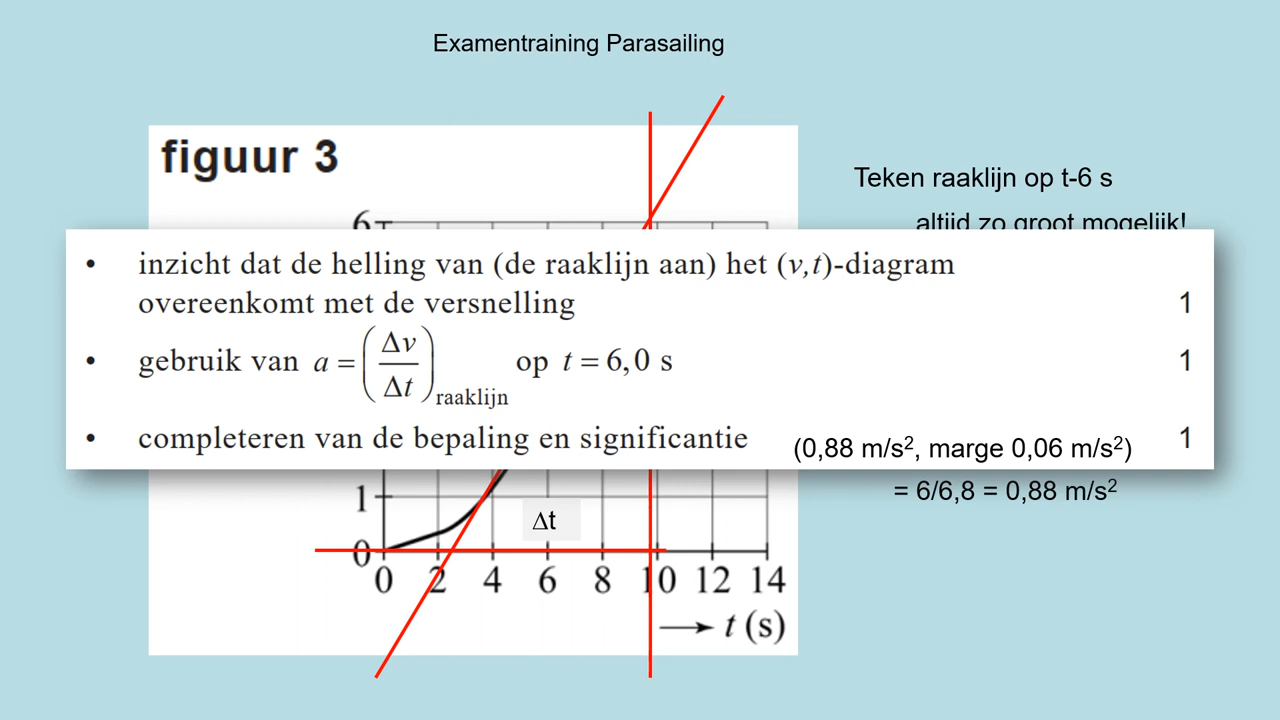 Examentraining Parasailing
figuur 3
Teken raaklijn op t-6 s
altijd zo groot mogelijk!
6
• inzicht dat de helling van (de raaklijn aan) het (v,t)-diagram
overeenkomt met de versnelling 1
• gebruik van a = (Δv/Δt)raaklijn op t = 6,0 s 1
• completeren van de bepaling en significantie (0,88 m/s², marge 0,06 m/s²) 1
= 6/6,8 = 0,88 m/s²
1
Δt
0
0 2 4 6 8 10 12 14
t (s)